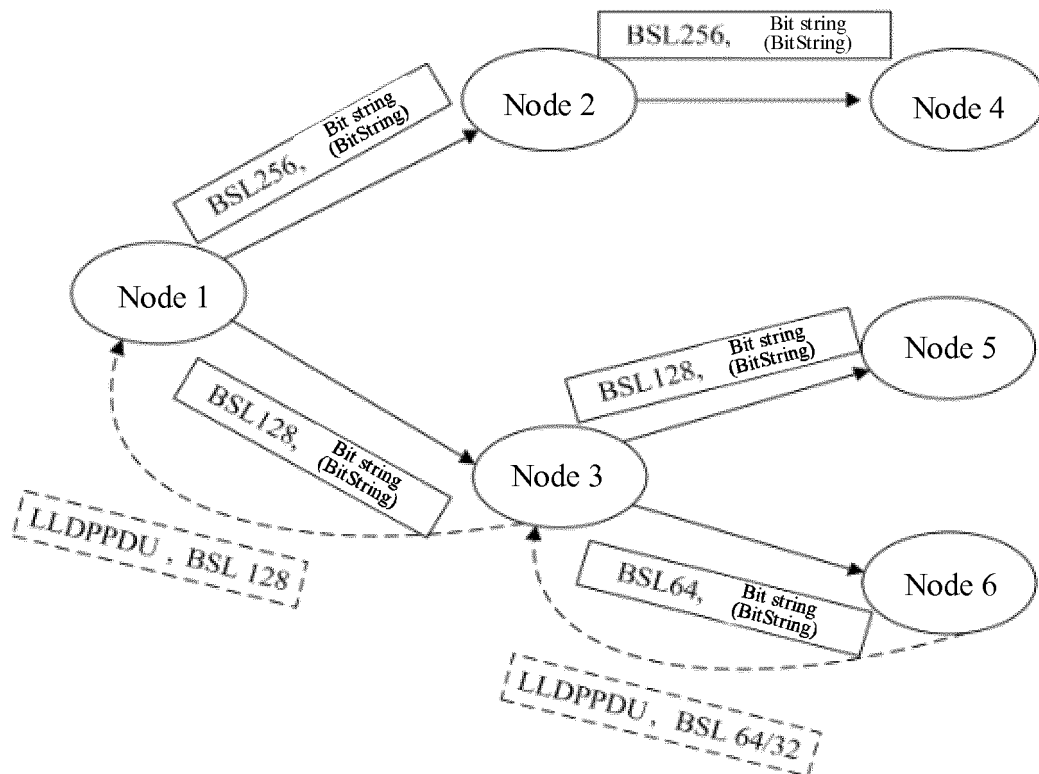 BSL256, Bit string
(BitString)
Node 2
Node 4
BSL256, Bit string
(BitString)
Node 1
BSL128, Bit string
(BitString)
Node 5
BSL128, Bit string
(BitString)
Node 3
LLDPPDU , BSL 128
BSL64, Bit string
(BitString)
Node 6
LLDPPDU, BSL 64/32